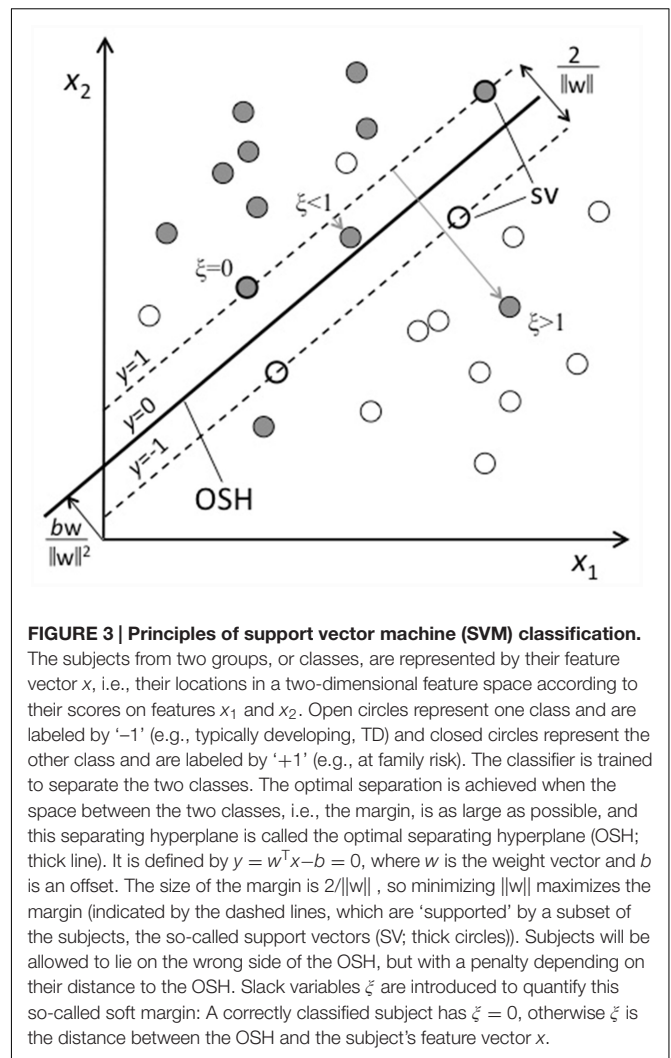 x₂
2
‖w‖
SV
ξ<1
ξ=0
ξ>1
y=1
y=0
y=-1
OSH
bw
‖w‖²
x₁
FIGURE 3 | Principles of support vector machine (SVM) classification.
The subjects from two groups, or classes, are represented by their feature
vector x, i.e., their locations in a two-dimensional feature space according to
their scores on features x₁ and x₂. Open circles represent one class and are
labeled by ‘–1’ (e.g., typically developing, TD) and closed circles represent the
other class and are labeled by ‘+1’ (e.g., at family risk). The classifier is trained
to separate the two classes. The optimal separation is achieved when the
space between the two classes, i.e., the margin, is as large as possible, and
this separating hyperplane is called the optimal separating hyperplane (OSH;
thick line). It is defined by y = wᵀx–b = 0, where w is the weight vector and b
is an offset. The size of the margin is 2/‖w‖ , so minimizing ‖w‖ maximizes the
margin (indicated by the dashed lines, which are ‘supported’ by a subset of
the subjects, the so-called support vectors (SV; thick circles)). Subjects will be
allowed to lie on the wrong side of the OSH, but with a penalty depending on
their distance to the OSH. Slack variables ξ are introduced to quantify this
so-called soft margin: A correctly classified subject has ξ = 0, otherwise ξ is
the distance between the OSH and the subject’s feature vector x.